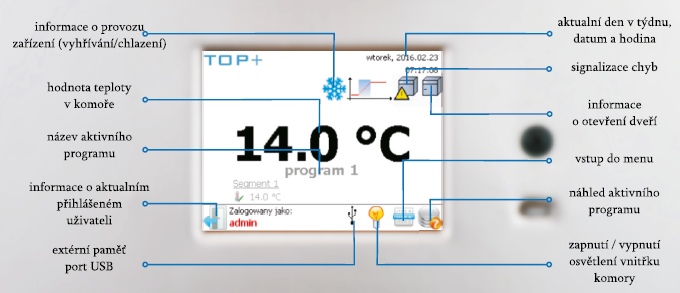 informace o provozu
zařízení (vyhřívání/chlazení)
hodnota teploty
v komoře
název aktivního
programu
informace o aktualním
přihlášeném
uživateli
extérní paměť
port USB
TOP+
wtorek, 2016.02.23
07:17:08
14.0 °C
program 1
Segment 1
14.0 °C
Zalogowany jako:
admin
aktualní den v týdnu,
datum a hodina
signalizace chyb
informace
o otevření dveří
vstup do menu
náhled aktivního
programu
zapnutí / vypnutí
osvětlení vnitřku
komory